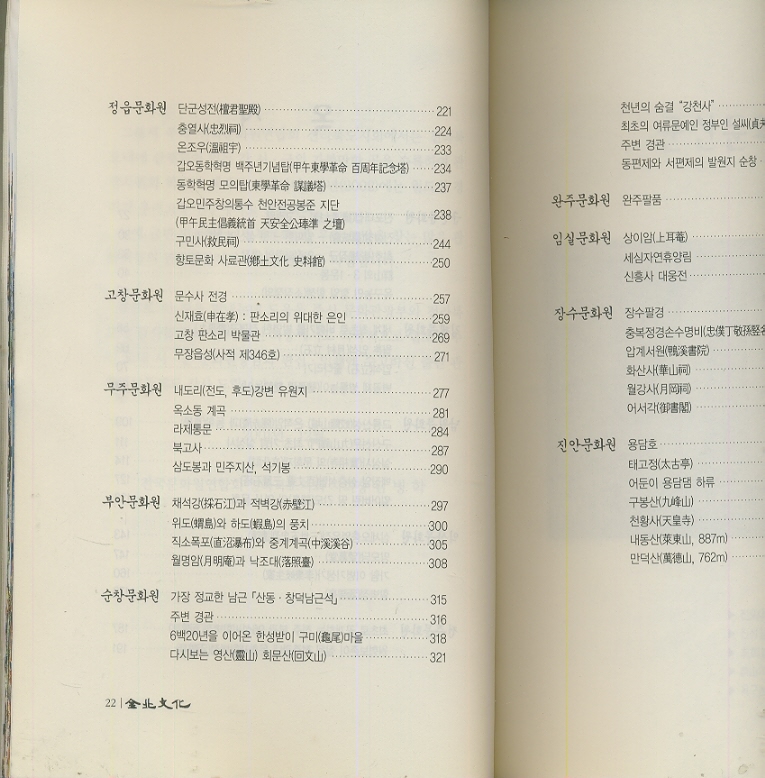 정읍문화원 단군성전(檀君聖殿) 221
충열사(忠烈祠) 224
온조우(溫祖宇) 233
갑오동학혁명 백주년기념탑(甲午東學革命 百周年記念塔) 234
동학혁명 모의탑(東學革命 謀議塔) 237
갑오민주창의통수 천안전공봉준 지단
(甲午民主倡義統首 天安全公琫準 之壇) 238
구민사(救民祠) 244
향토문화 사료관(鄕土文化 史料館) 250
고창문화원 문수사 전경 257
신재효(申在孝) : 판소리의 위대한 은인 259
고창 판소리 박물관 269
무장읍성(사적 제346호) 271
무주문화원 내도리(전도, 후도)강변 유원지 277
옥소동 계곡 281
라제통문 284
북고사 287
삼도봉과 민주지산, 석기봉 290
부안문화원 채석강(採石江)과 적벽강(赤壁江) 297
위도(蝟島)와 하도(蝦島)의 풍치 300
직소폭포(直沼瀑布)와 중계계곡(中溪溪谷) 305
월명암(月明庵)과 낙조대(落照臺) 308
순창문화원 가장 정교한 남근 「산동·창덕남근석」 315
주변 경관 316
6백20년을 이어온 한성받이 구미(龜尾)마을 318
다시보는 영산(靈山) 회문산(回文山) 321
22 | 全北文化
천년의 숨결 "강천사"
최초의 여류문예인 정부인 설씨(貞夫
주변 경관
동편제와 서편제의 발원지 순창
완주문화원 완주팔품
임실문화원 상이암(上耳菴)
세심자연휴양림
신흥사 대웅전
장수문화원 장수팔경
충복정경손수명비(忠僕丁敬孫竪名
압계서원(鴨溪書院)
화산사(華山祠)
월강사(月岡祠)
어서각(御書閣)
진안문화원 용담호
태고정(太古亭)
어둔이 용담댐 하류
구봉산(九峰山)
천황사(天皇寺)
내동산(萊東山, 887m)
만덕산(萬德山, 762m)